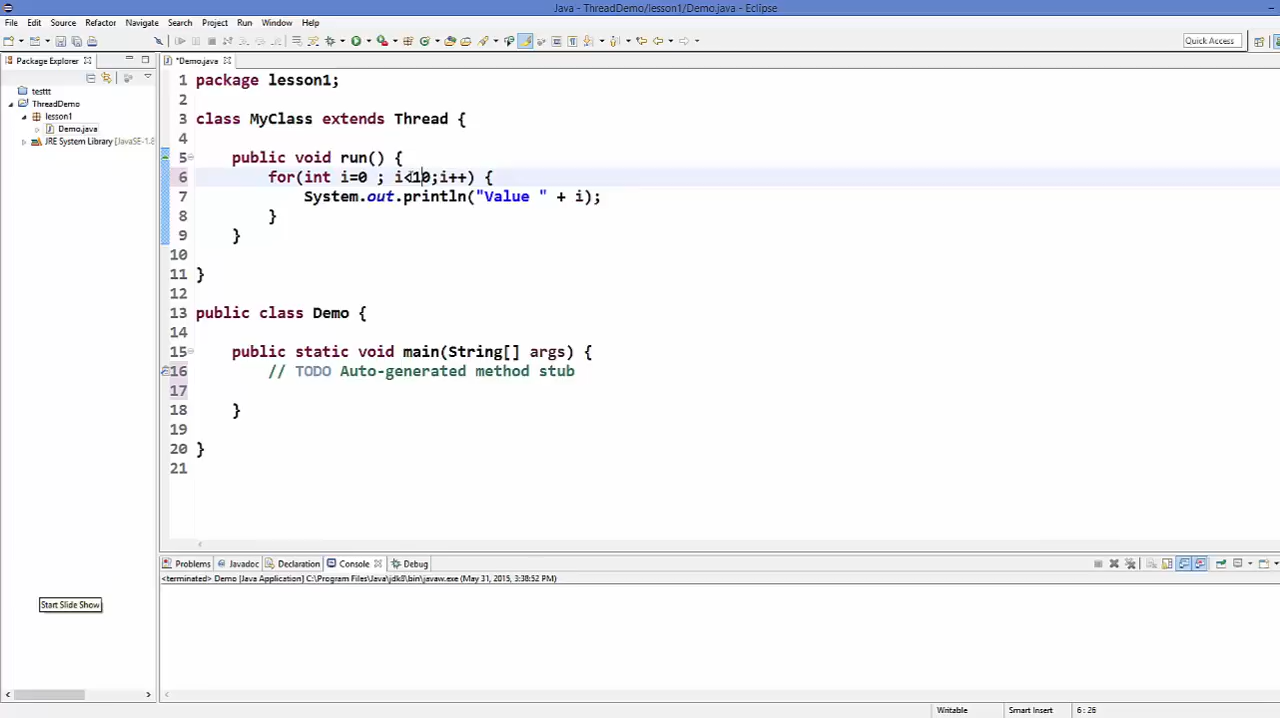 Java - ThreadDemo/lesson1/Demo.java - Eclipse
File Edit Source Refactor Navigate Search Project Run Window Help
Quick Access
Package Explorer
*Demo.java
testtt
ThreadDemo
lesson1
Demo.java
JRE System Library [JavaSE-1.8
1 package lesson1;
2
3 class MyClass extends Thread {
4
5 public void run() {
6 for(int i=0 ; i<10;i++) {
7 System.out.println("Value " + i);
8 }
9 }
10
11 }
12
13 public class Demo {
14
15 public static void main(String[] args) {
16 // TODO Auto-generated method stub
17
18 }
19
20 }
21
Problems Javadoc Declaration Console Debug
<terminated> Demo [Java Application] C:\Program Files\Java\jdk8\bin\javaw.exe (May 31, 2015, 3:38:52 PM)
Start Slide Show
Writable Smart Insert 6 : 26